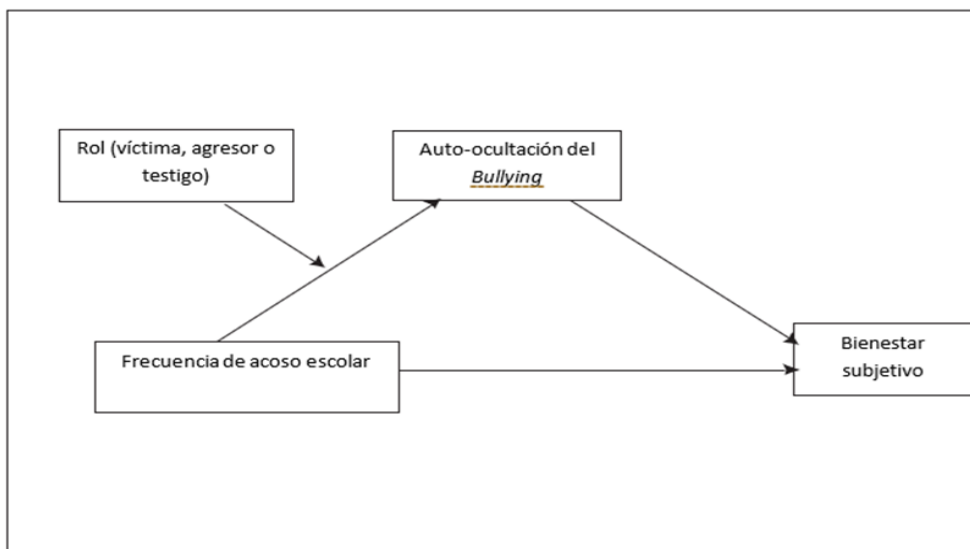 Rol (víctima, agresor o
testigo)
Auto-ocultación del
Bullying
Frecuencia de acoso escolar
Bienestar
subjetivo